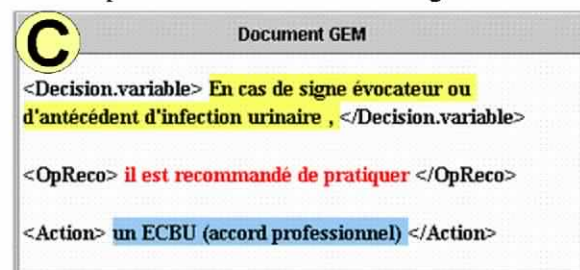 C
Document GEM
<Decision.variable> En cas de signe évocateur ou
d'antécédent d'infection urinaire , </Decision.variable>
<OpReco> il est recommandé de pratiquer </OpReco>
<Action> un ECBU (accord professionnel) </Action>